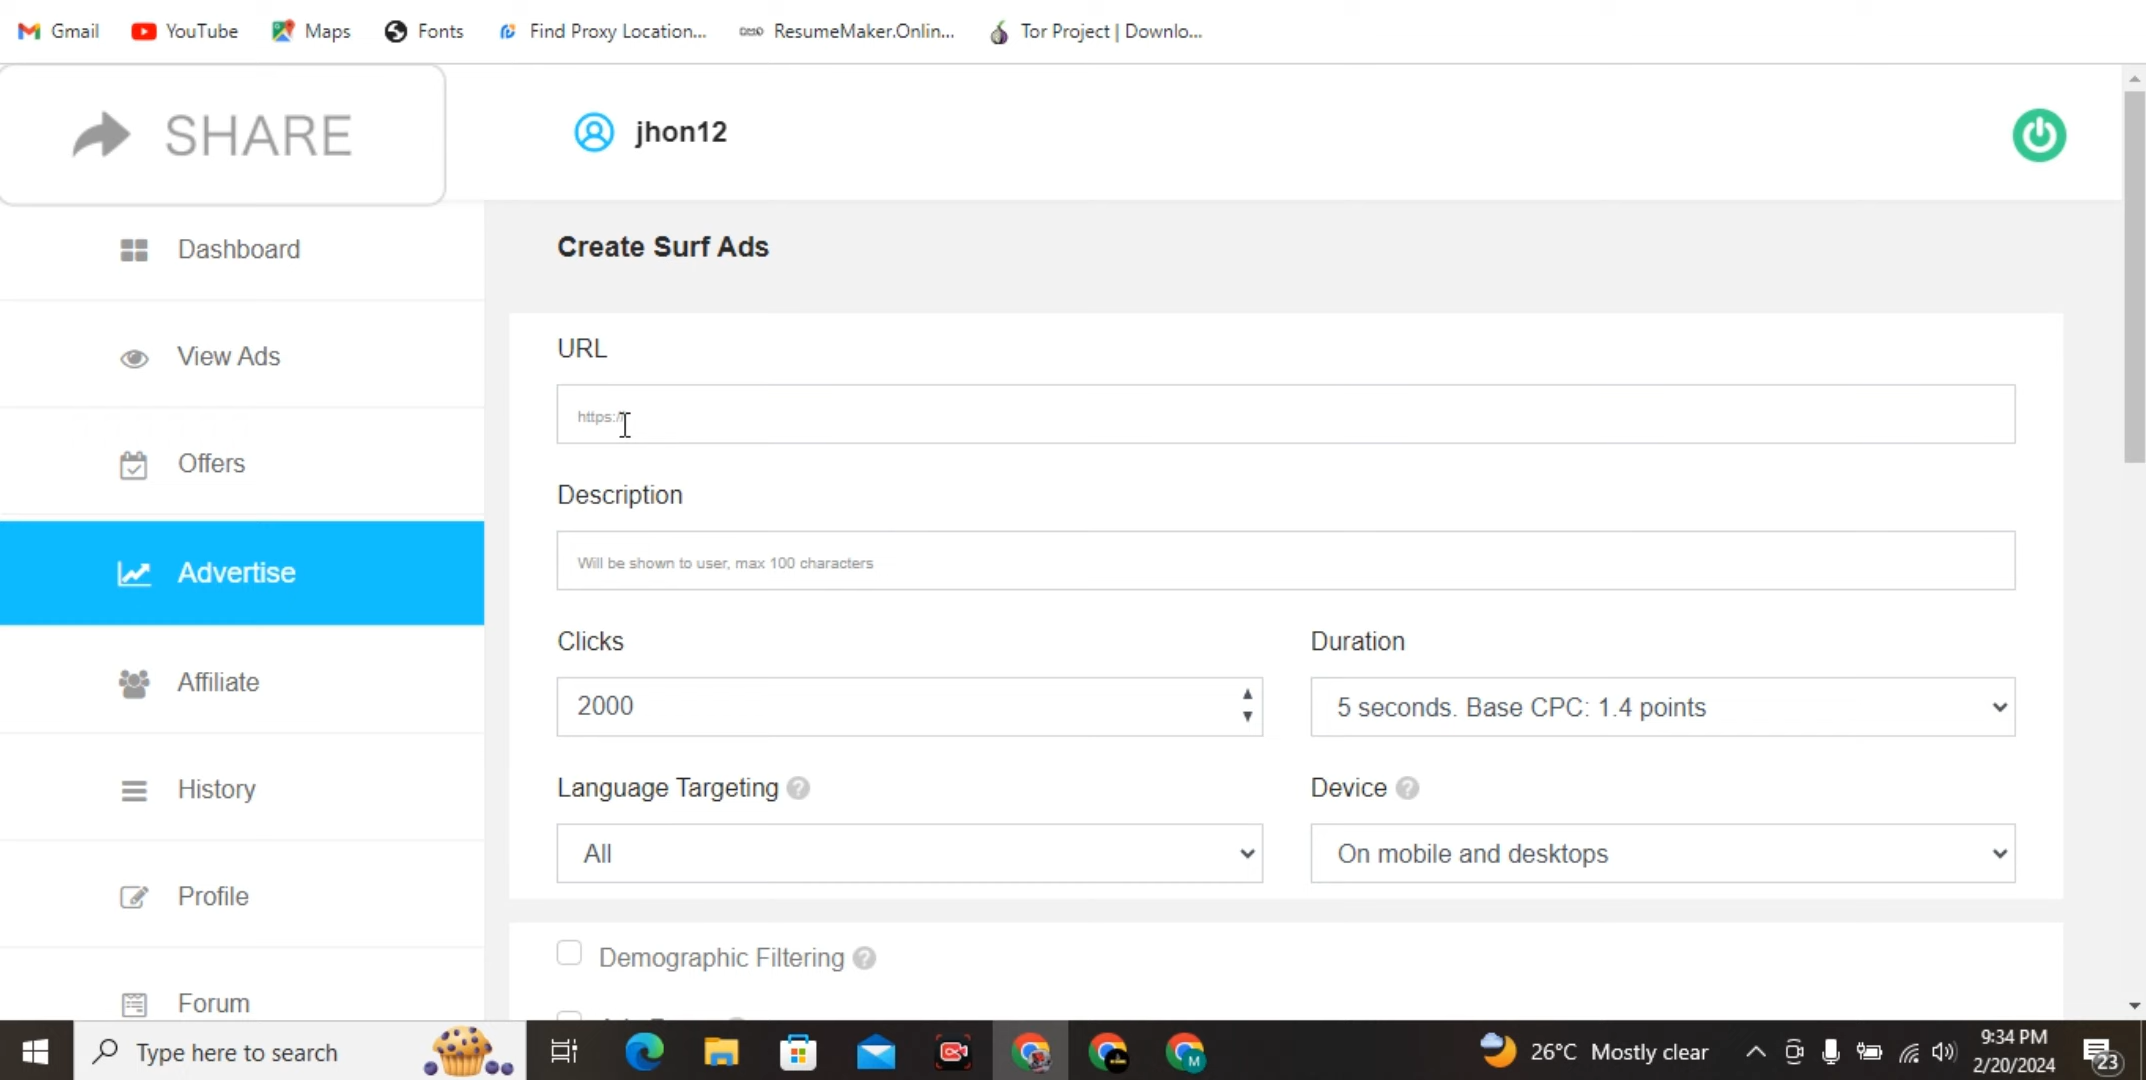 Gmail YouTube Maps Fonts Find Proxy Location... ResumeMaker.Onlin... Tor Project | Downlo...
SHARE
jhon12
Dashboard
View Ads
Offers
Advertise
Affiliate
History
Profile
Forum
Create Surf Ads
URL
https://
Description
Will be shown to user, max 100 characters
Clicks Duration
2000 5 seconds. Base CPC: 1.4 points
Language Targeting ? Device ?
All On mobile and desktops
Demographic Filtering ?
Type here to search
26°C Mostly clear
9:34 PM
2/20/2024
23
M